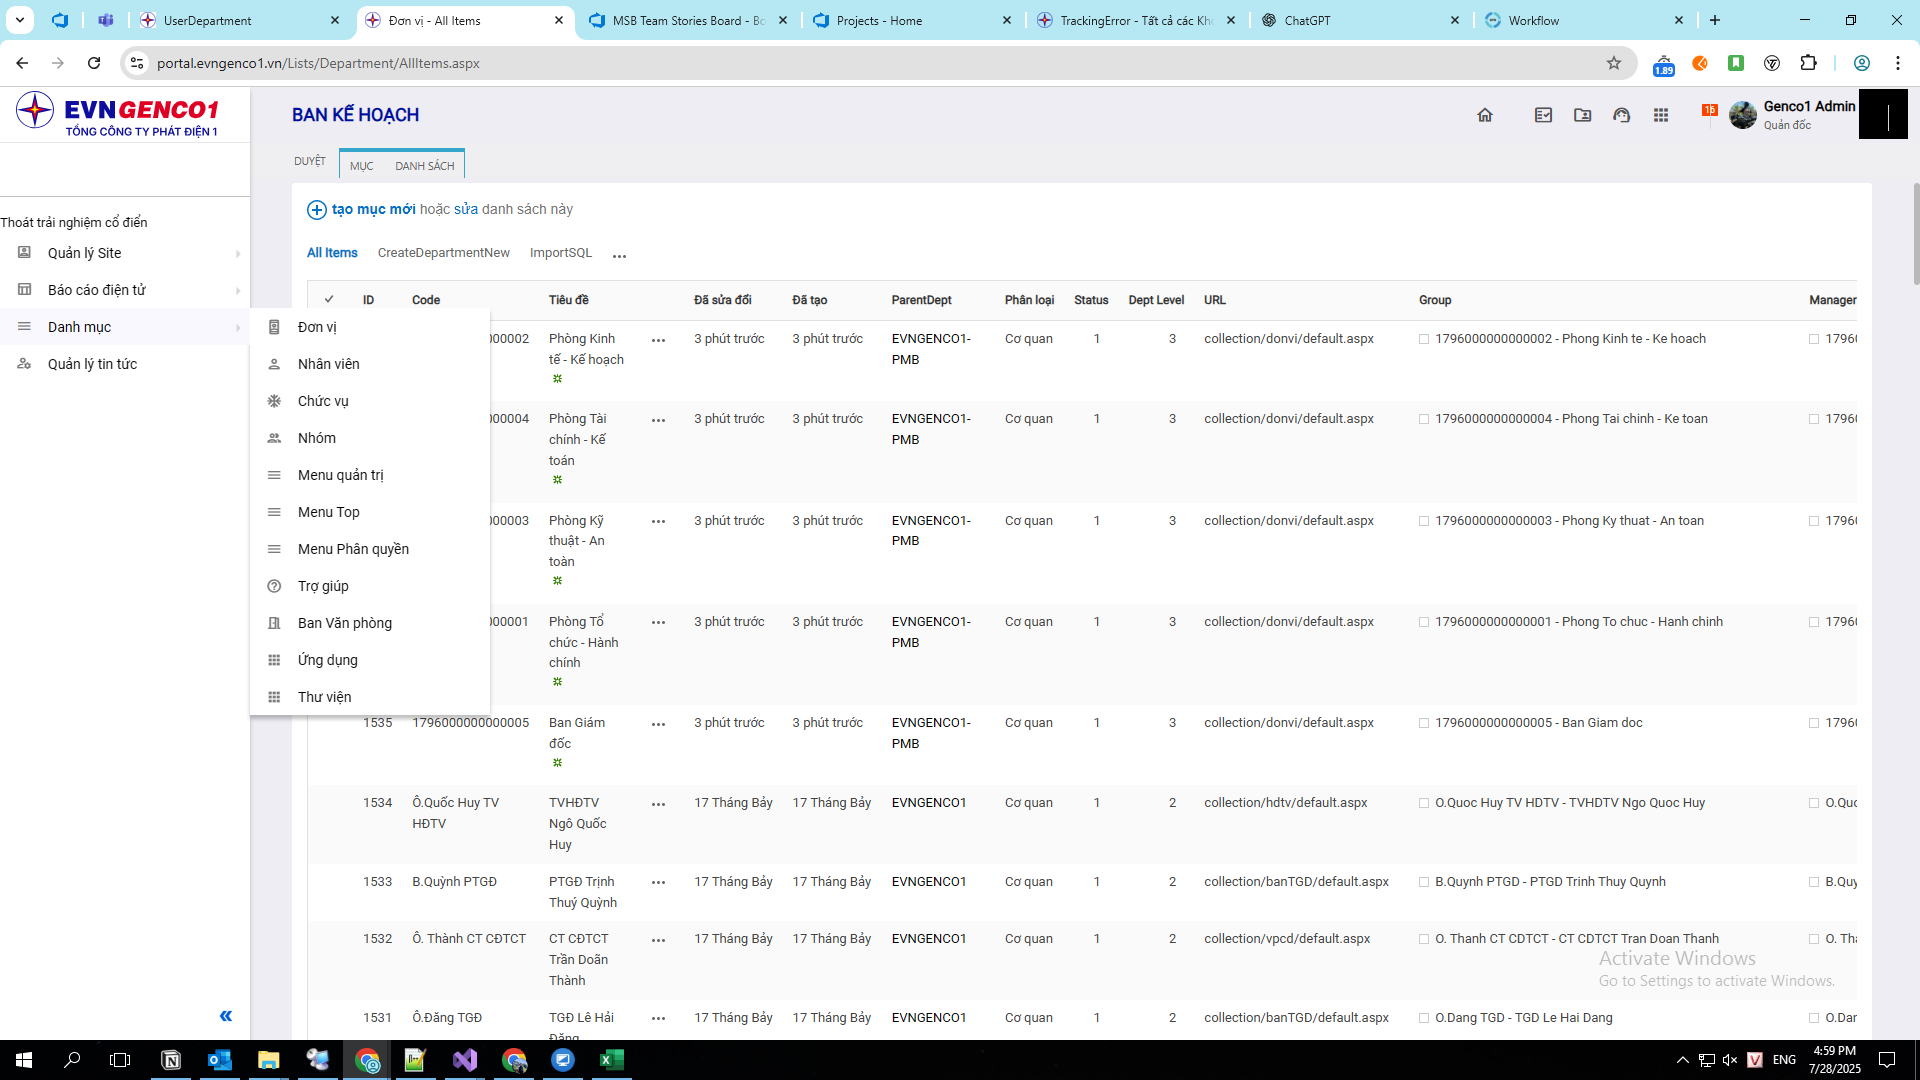 UserDepartment
Đơn vị - All Items
MSB Team Stories Board - Bo
Projects - Home
TrackingError - Tất cả các Kh
ChatGPT
Workflow
portal.evngenco1.vn/Lists/Department/AllItems.aspx
1.89
EVNGENCO1
TỔNG CÔNG TY PHÁT ĐIỆN 1
BAN KẾ HOẠCH
15
Genco1 Admin
Quản đốc
DUYỆT
MỤC
DANH SÁCH
tạo mục mới hoặc sửa danh sách này
All Items
CreateDepartmentNew
ImportSQL
...
Thoát trải nghiệm cổ điển
Quản lý Site
Báo cáo điện tử
Danh mục
Quản lý tin tức
Đơn vị
Nhân viên
Chức vụ
Nhóm
Menu quản trị
Menu Top
Menu Phân quyền
Trợ giúp
Ban Văn phòng
Ứng dụng
Thư viện
ID Code Tiêu đề Đã sửa đổi Đã tạo ParentDept Phân loại Status Dept Level URL Group Manager
000002 Phòng Kinh ... 3 phút trước 3 phút trước EVNGENCO1- Cơ quan 1 3 collection/donvi/default.aspx 1796000000000002 - Phong Kinh te - Ke hoach 1796
tế - Kế hoạch PMB
000004 Phòng Tài ... 3 phút trước 3 phút trước EVNGENCO1- Cơ quan 1 3 collection/donvi/default.aspx 1796000000000004 - Phong Tai chinh - Ke toan 1796
chính - Kế PMB
toán
000003 Phòng Kỹ ... 3 phút trước 3 phút trước EVNGENCO1- Cơ quan 1 3 collection/donvi/default.aspx 1796000000000003 - Phong Ky thuat - An toan 1796
thuật - An PMB
toàn
000001 Phòng Tổ ... 3 phút trước 3 phút trước EVNGENCO1- Cơ quan 1 3 collection/donvi/default.aspx 1796000000000001 - Phong To chuc - Hanh chinh 1796
chức - Hành PMB
chính
1535 1796000000000005 Ban Giám ... 3 phút trước 3 phút trước EVNGENCO1- Cơ quan 1 3 collection/donvi/default.aspx 1796000000000005 - Ban Giam doc 1796
đốc PMB
1534 Ô.Quốc Huy TV TVHĐTV ... 17 Tháng Bảy 17 Tháng Bảy EVNGENCO1 Cơ quan 1 2 collection/hdtv/default.aspx O.Quoc Huy TV HDTV - TVHDTV Ngo Quoc Huy O.Quo
HĐTV Ngô Quốc
Huy
1533 B.Quỳnh PTGĐ PTGĐ Trịnh ... 17 Tháng Bảy 17 Tháng Bảy EVNGENCO1 Cơ quan 1 2 collection/banTGD/default.aspx B.Quynh PTGD - PTGD Trinh Thuy Quynh B.Quy
Thuý Quỳnh
1532 Ô. Thành CT CĐTCT CT CĐTCT ... 17 Tháng Bảy 17 Tháng Bảy EVNGENCO1 Cơ quan 1 2 collection/vpcd/default.aspx O. Thanh CT CDTCT - CT CDTCT Tran Doan Thanh O. Tha
Trần Doãn
Thành
1531 Ô.Đăng TGĐ TGĐ Lê Hải ... 17 Tháng Bảy 17 Tháng Bảy EVNGENCO1 Cơ quan 1 2 collection/banTGD/default.aspx O.Dang TGD - TGD Le Hai Dang O.Dar
Đăng
Activate Windows
Go to Settings to activate Windows.
ENG
4:59 PM
7/28/2025